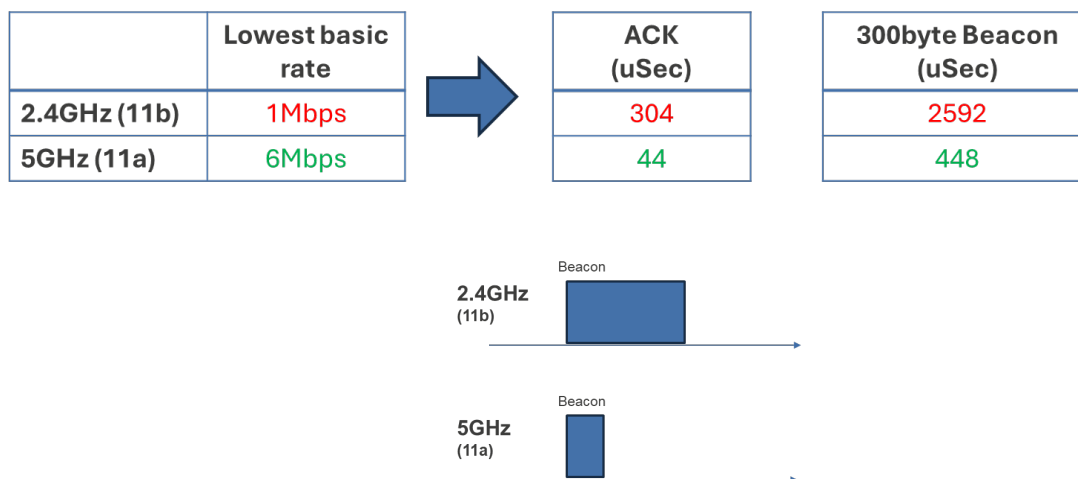 Lowest basic
rate
ACK
(uSec)
300byte Beacon
(uSec)
2.4GHz (11b) 1Mbps 304 2592
5GHz (11a) 6Mbps 44 448
Beacon
2.4GHz
(11b)
Beacon
5GHz
(11a)